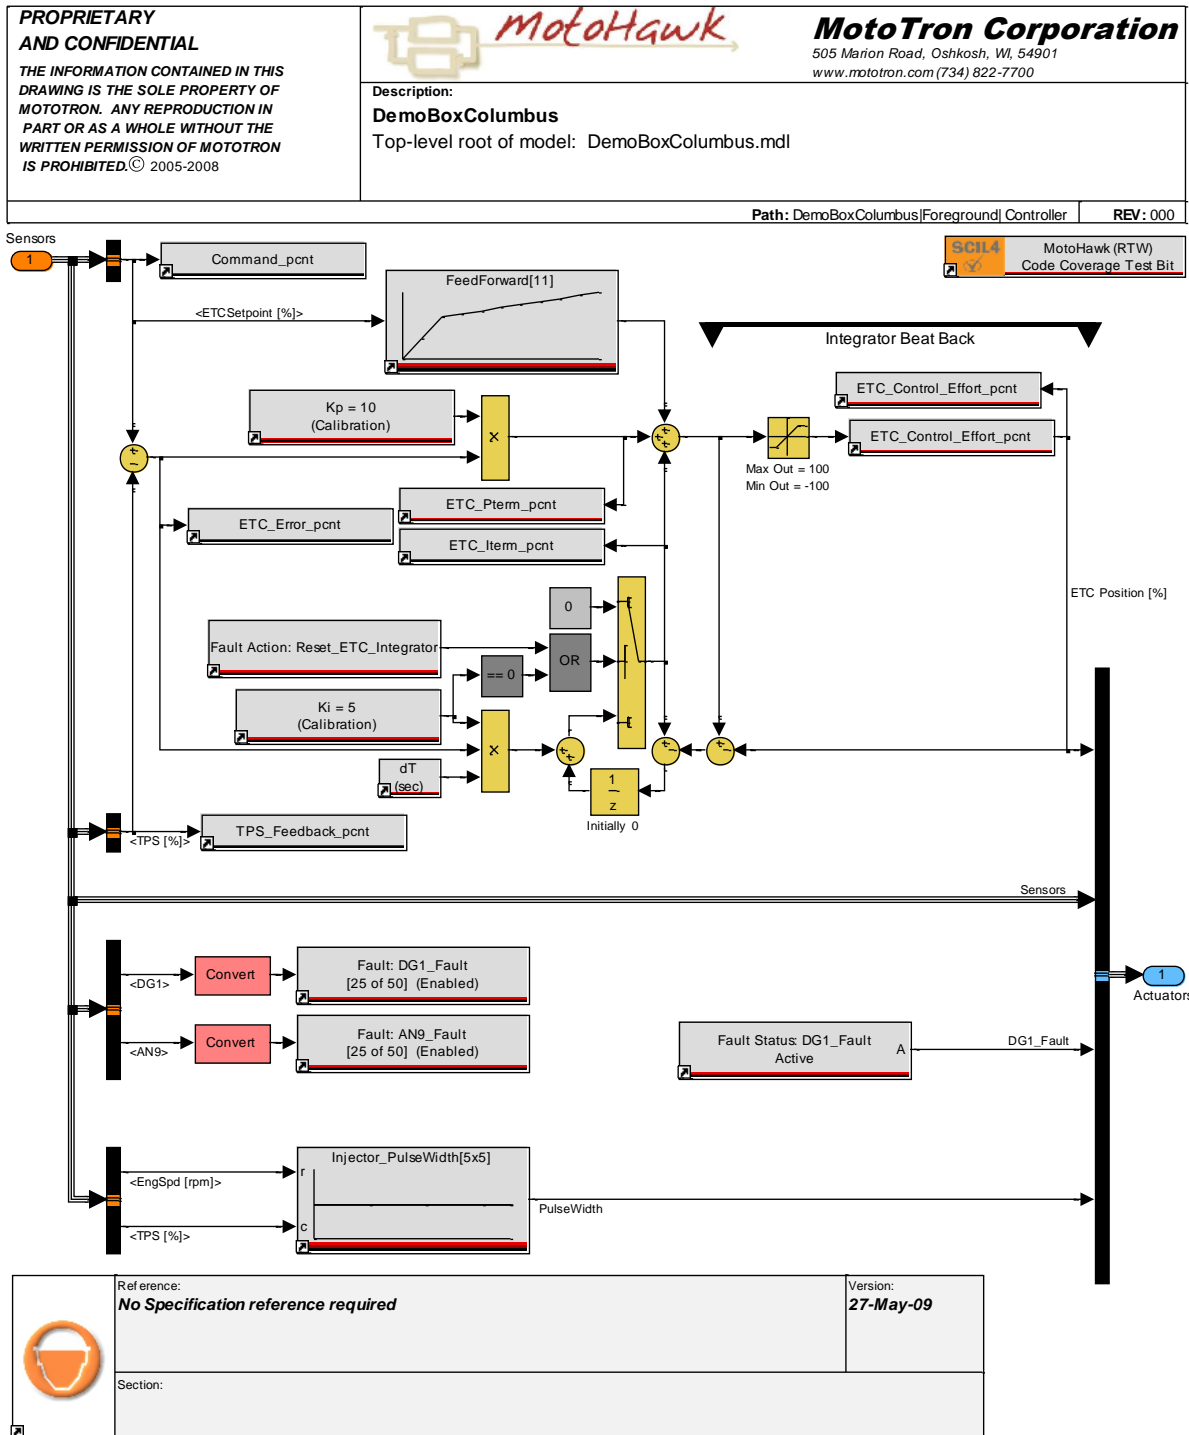 PROPRIETARY
AND CONFIDENTIAL
THE INFORMATION CONTAINED IN THIS
DRAWING IS THE SOLE PROPERTY OF
MOTOTRON. ANY REPRODUCTION IN
PART OR AS A WHOLE WITHOUT THE
WRITTEN PERMISSION OF MOTOTRON
IS PROHIBITED.© 2005-2008
MotoHawk
MotoTron Corporation
505 Marion Road, Oshkosh, WI, 54901
www.mototron.com (734) 822-7700
Description:
DemoBoxColumbus
Top-level root of model: DemoBoxColumbus.mdl
Path: DemoBoxColumbus|Foreground| Controller
REV: 000
Sensors
1
Command_pcnt
SCIL4
MotoHawk (RTW)
Code Coverage Test Bit
FeedForward[11]
<ETCSetpoint [%]>
Integrator Beat Back
Kp = 10
(Calibration)
x
ETC_Control_Effort_pcnt
ETC_Control_Effort_pcnt
Max Out = 100
Min Out = -100
ETC_Pterm_pcnt
ETC_Error_pcnt
ETC_Iterm_pcnt
ETC Position [%]
0
Fault Action: Reset_ETC_Integrator
== 0
OR
Ki = 5
(Calibration)
x
dT
(sec)
1
z
Initially 0
TPS_Feedback_pcnt
<TPS [%]>
Sensors
<DG1>
Convert
Fault: DG1_Fault
[25 of 50] (Enabled)
1
Actuators
<AN9>
Convert
Fault: AN9_Fault
[25 of 50] (Enabled)
Fault Status: DG1_Fault
Active
A
DG1_Fault
Injector_PulseWidth[5x5]
r
<EngSpd [rpm]>
PulseWidth
c
<TPS [%]>
Reference:
No Specification reference required
Version:
27-May-09
Section: